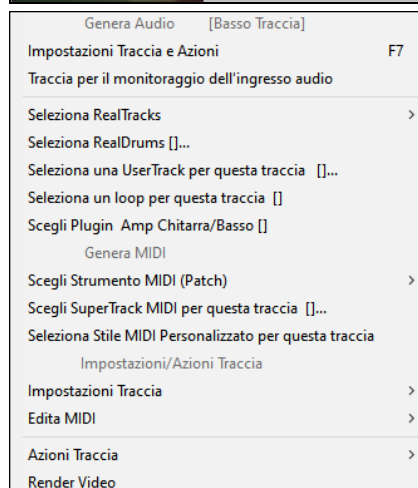 Genera Audio [Basso Traccia]
Impostazioni Traccia e Azioni F7
Traccia per il monitoraggio dell'ingresso audio
Seleziona RealTracks
Seleziona RealDrums []...
Seleziona una UserTrack per questa traccia []...
Seleziona un loop per questa traccia []
Scegli Plugin Amp Chitarra/Basso []
Genera MIDI
Scegli Strumento MIDI (Patch)
Scegli SuperTrack MIDI per questa traccia []...
Seleziona Stile MIDI Personalizzato per questa traccia
Impostazioni/Azioni Traccia
Impostazioni Traccia
Edita MIDI
Azioni Traccia
Render Video